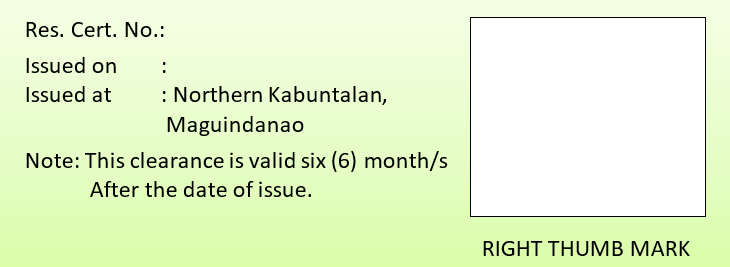 Res. Cert. No.:
Issued on :
Issued at : Northern Kabuntalan,
Maguindanao
Note: This clearance is valid six (6) month/s
After the date of issue.
RIGHT THUMB MARK